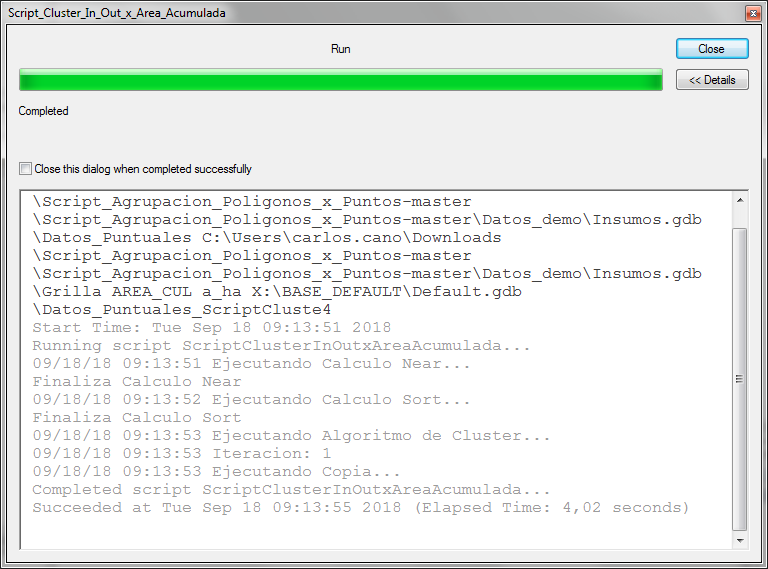 Script_Cluster_In_Out_x_Area_Acumulada
Run
Close
<< Details
Completed
Close this dialog when completed successfully
\Script_Agrupacion_Poligonos_x_Puntos-master
\Script_Agrupacion_Poligonos_x_Puntos-master\Datos_demo\Insumos.gdb
\Datos_Puntuales C:\Users\carlos.cano\Downloads
\Script_Agrupacion_Poligonos_x_Puntos-master
\Script_Agrupacion_Poligonos_x_Puntos-master\Datos_demo\Insumos.gdb
\Grilla AREA_CUL a_ha X:\BASE_DEFAULT\Default.gdb
\Datos_Puntuales_ScriptCluste4
Start Time: Tue Sep 18 09:13:51 2018
Running script ScriptClusterInOutxAreaAcumulada...
09/18/18 09:13:51 Ejecutando Calculo Near...
Finaliza Calculo Near
09/18/18 09:13:52 Ejecutando Calculo Sort...
Finaliza Calculo Sort
09/18/18 09:13:53 Ejecutando Algoritmo de Cluster...
09/18/18 09:13:53 Iteracion: 1
09/18/18 09:13:53 Ejecutando Copia...
Completed script ScriptClusterInOutxAreaAcumulada...
Succeeded at Tue Sep 18 09:13:55 2018 (Elapsed Time: 4,02 seconds)